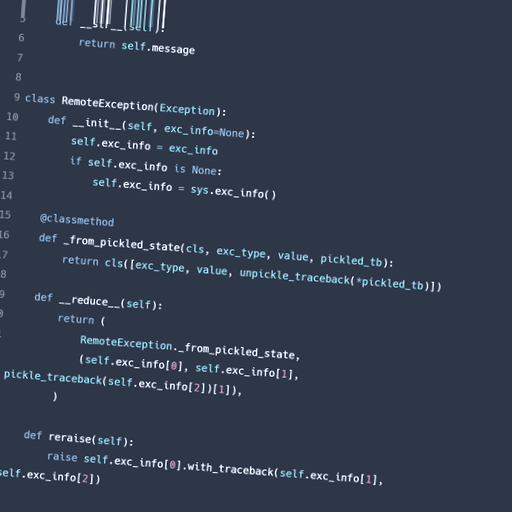 5 def __str__(self):
6 return self.message
7
8
9 class RemoteException(Exception):
10 def __init__(self, exc_info=None):
11 self.exc_info = exc_info
12 if self.exc_info is None:
13 self.exc_info = sys.exc_info()
14
15 @classmethod
16 def _from_pickled_state(cls, exc_type, value, pickled_tb):
7 return cls([exc_type, value, unpickle_traceback(*pickled_tb)])
8
9 def __reduce__(self):
return (
RemoteException._from_pickled_state,
(self.exc_info[0], self.exc_info[1],
pickle_traceback(self.exc_info[2])[1]),
)
def reraise(self):
raise self.exc_info[0].with_traceback(self.exc_info[1],
self.exc_info[2])